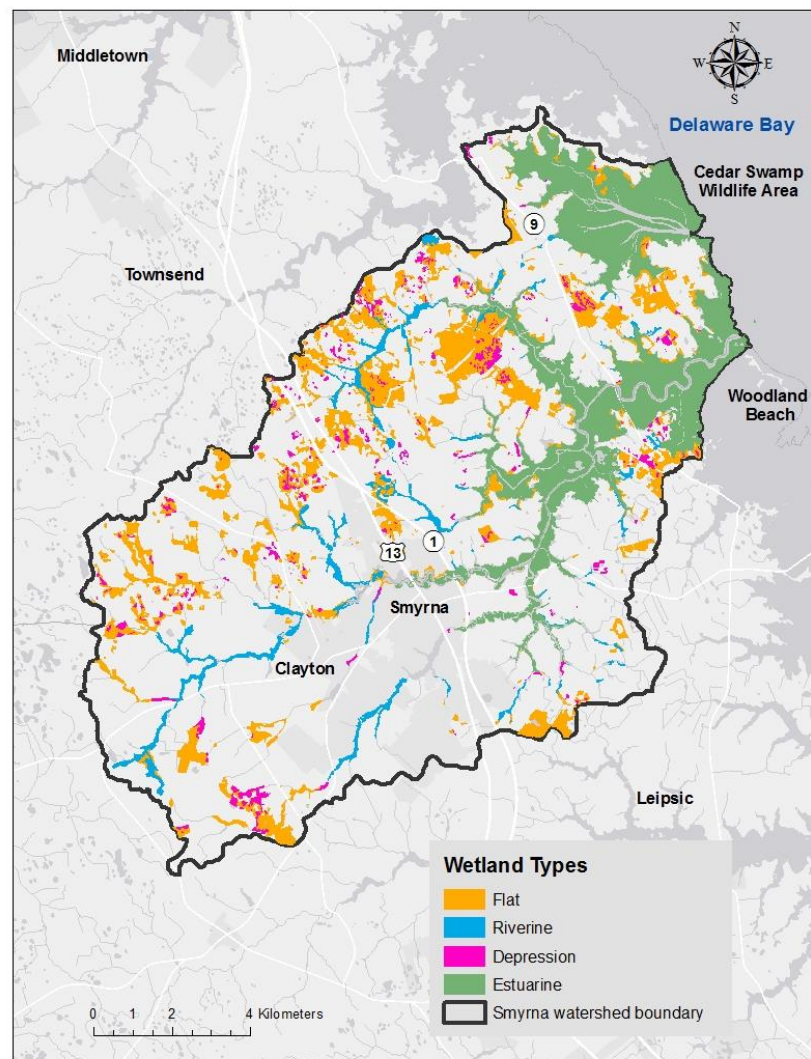 Middletown
N
W E
S
Delaware Bay
Cedar Swamp
Wildlife Area
9
Townsend
Woodland
Beach
13
1
Smyrna
Clayton
Leipsic
Wetland Types
Flat
Riverine
Depression
Estuarine
Smyrna watershed boundary
0 1 2 4 Kilometers